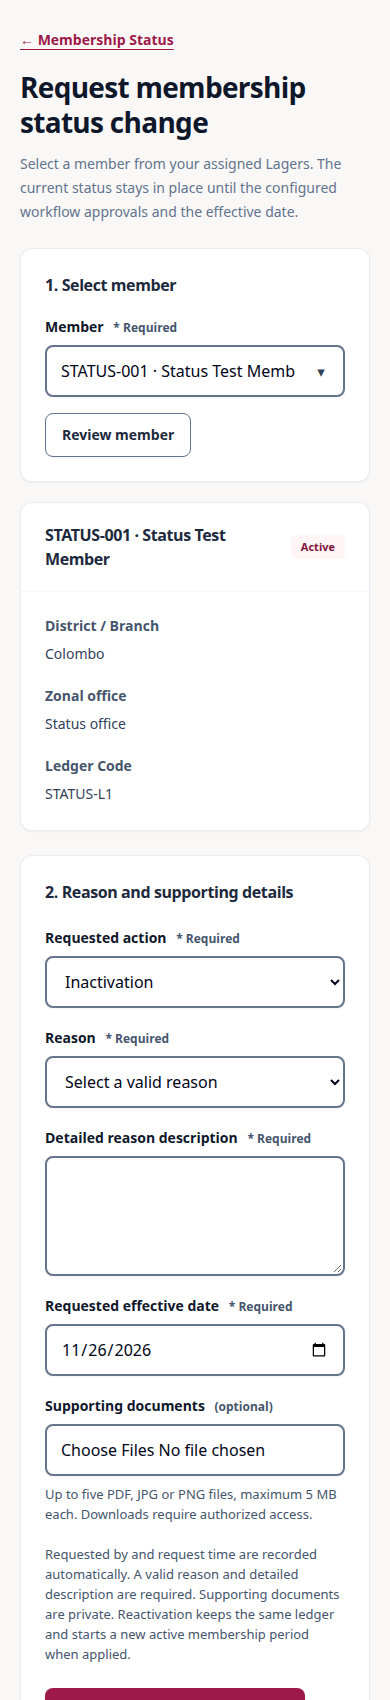 ← Membership Status
Request membership
status change
Select a member from your assigned Lagers. The
current status stays in place until the configured
workflow approvals and the effective date.
1. Select member
Member * Required
STATUS-001 · Status Test Memb ▼
Review member
STATUS-001 · Status Test
Member
Active
District / Branch
Colombo
Zonal office
Status office
Ledger Code
STATUS-L1
2. Reason and supporting details
Requested action * Required
Inactivation
Reason * Required
Select a valid reason
Detailed reason description * Required
Requested effective date * Required
11/26/2026
Supporting documents (optional)
Choose Files No file chosen
Up to five PDF, JPG or PNG files, maximum 5 MB
each. Downloads require authorized access.
Requested by and request time are recorded
automatically. A valid reason and detailed
description are required. Supporting documents
are private. Reactivation keeps the same ledger
and starts a new active membership period
when applied.